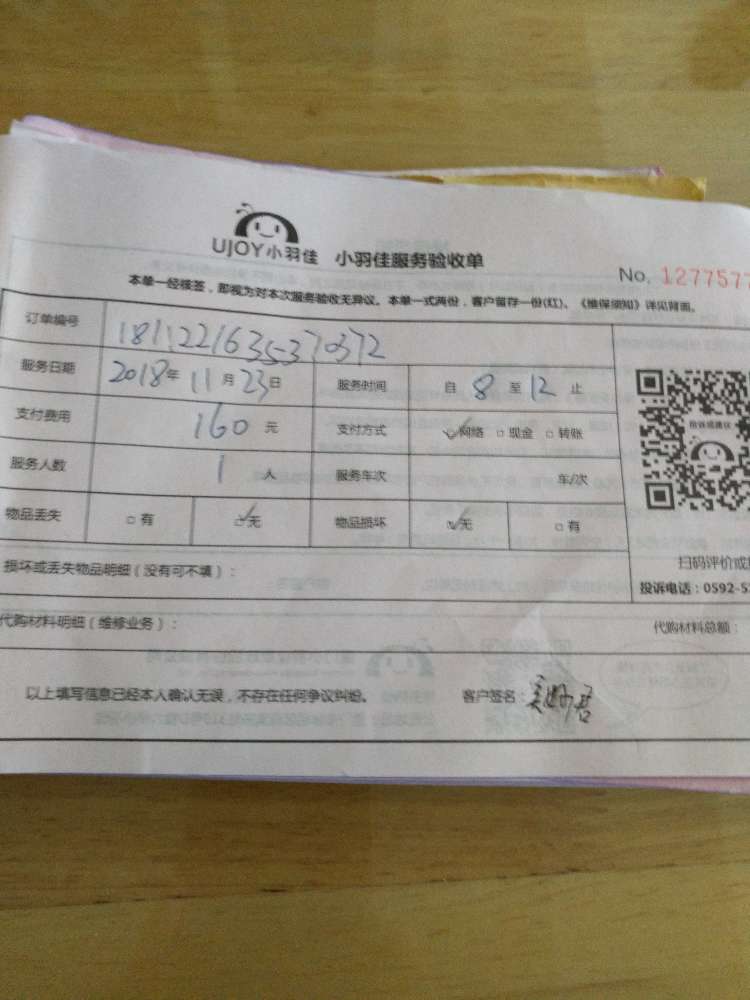 UJOY小羽佳 小羽佳服务验收单
No. 1277577
本单一经核签，即视为对本次服务验收无异议。本单一式两份，客户留存一份(红)、《维保须知》详见背面。
订单编号 1811221635370372
服务日期 2018年 11月 23日 服务时间 自 8 至 12 止
支付费用 160 元 支付方式 网络 现金 转账
服务人数 1 人 服务车次 车/次
物品丢失 有 无 物品损坏 无 有
扫码评价或
损坏或丢失物品明细（没有可不填）：
投诉电话：0592-5
代购材料明细（维修业务）： 代购材料总额：
以上填写信息已经本人确认无误，不存在任何争议纠纷。 客户签名：